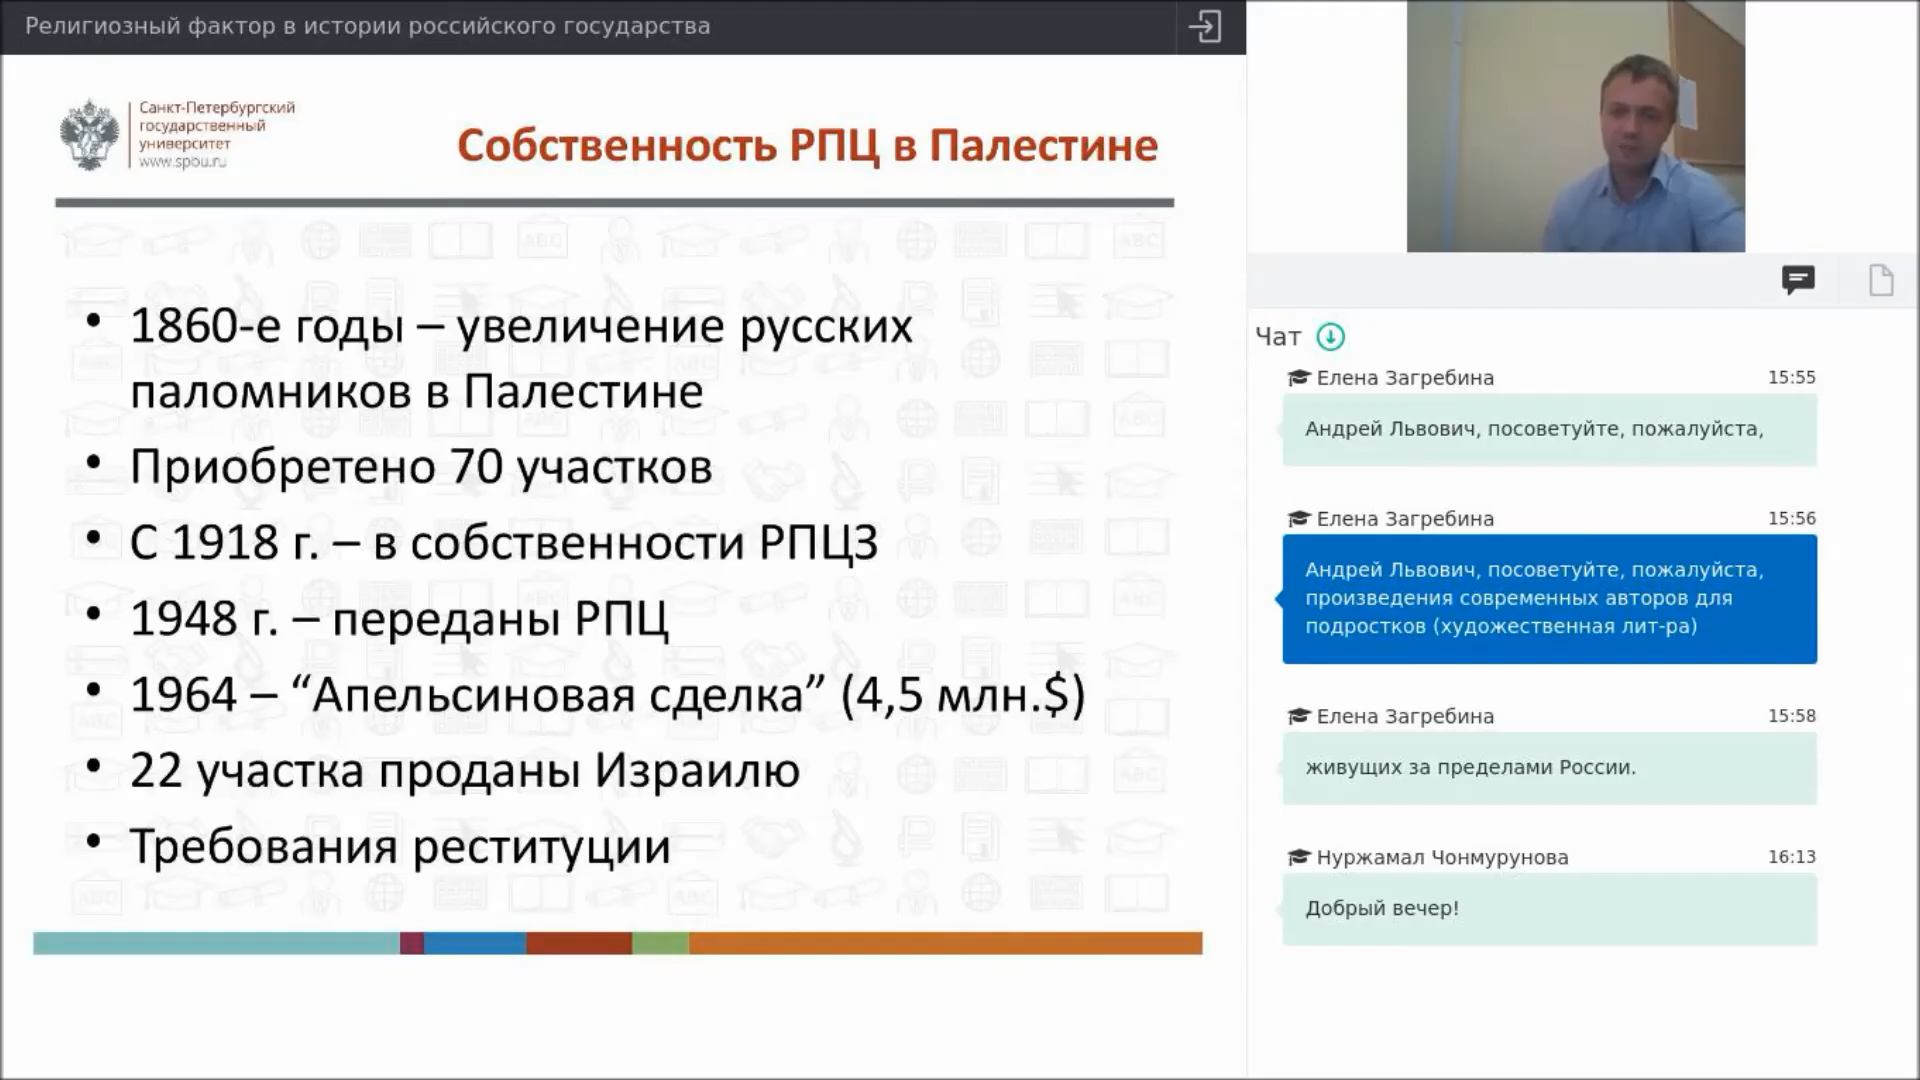 Религиозный фактор в истории российского государства
Санкт-Петербургский
государственный
университет
www.spbu.ru
Собственность РПЦ в Палестине
• 1860-е годы – увеличение русских
паломников в Палестине
• Приобретено 70 участков
• С 1918 г. – в собственности РПЦЗ
• 1948 г. – переданы РПЦ
• 1964 – “Апельсиновая сделка” (4,5 млн.$)
• 22 участка проданы Израилю
• Требования реституции
Чат
Елена Загребина 15:55
Андрей Львович, посоветуйте, пожалуйста,
Елена Загребина 15:56
Андрей Львович, посоветуйте, пожалуйста,
произведения современных авторов для
подростков (художественная лит-ра)
Елена Загребина 15:58
живущих за пределами России.
Нуржамал Чонмурунова 16:13
Добрый вечер!